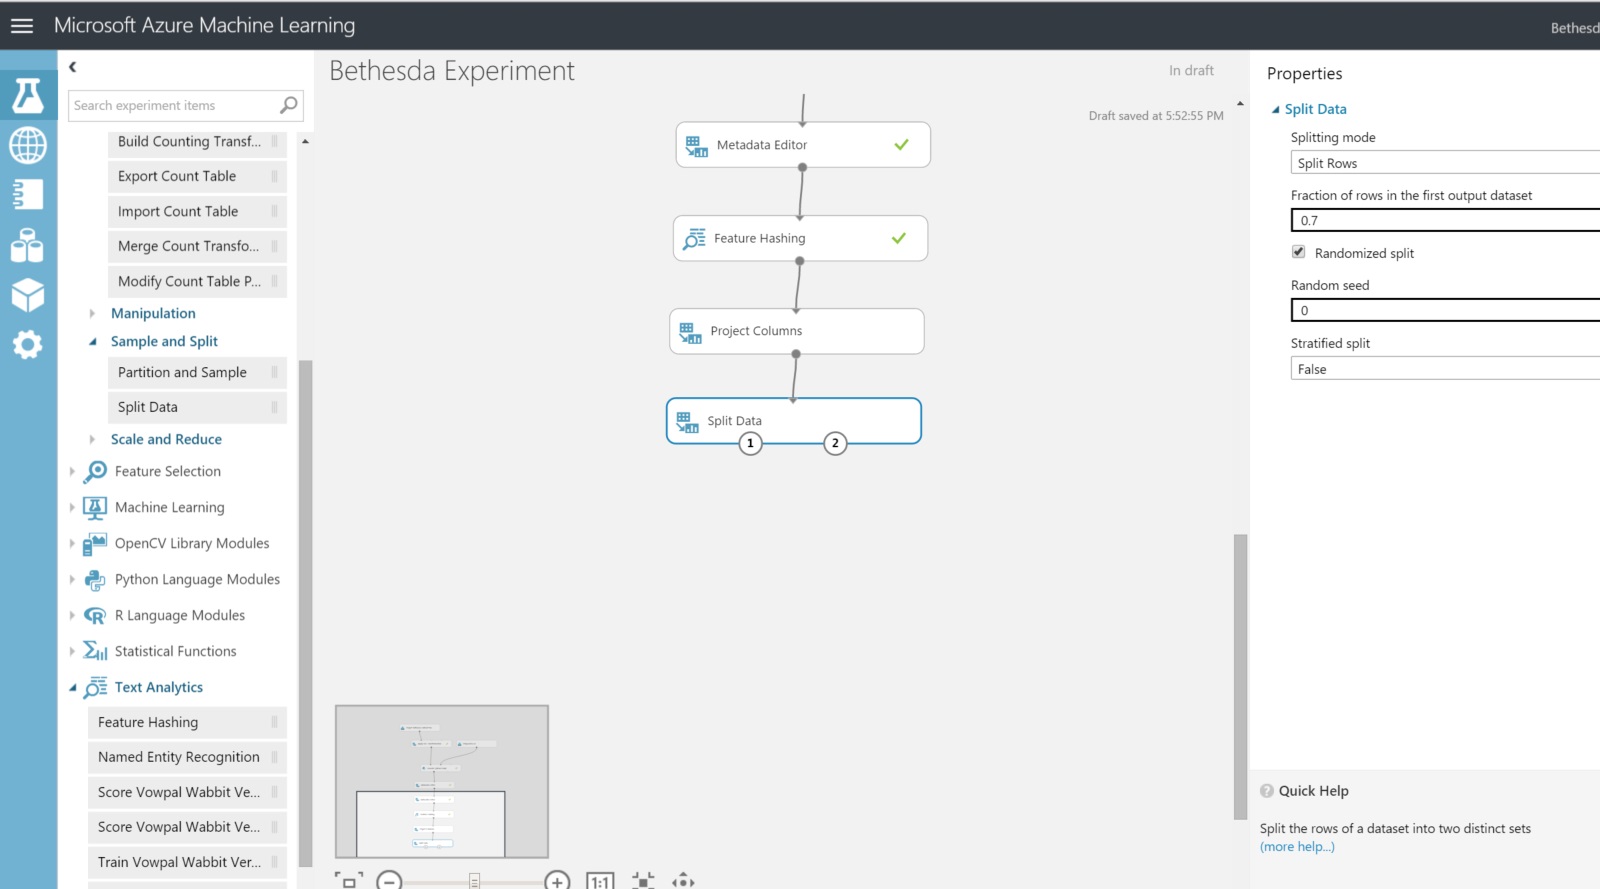 Microsoft Azure Machine Learning
Bethesd
Search experiment items
Build Counting Transf...
Export Count Table
Import Count Table
Merge Count Transfo...
Modify Count Table P...
Manipulation
Sample and Split
Partition and Sample
Split Data
Scale and Reduce
Feature Selection
Machine Learning
OpenCV Library Modules
Python Language Modules
R Language Modules
Statistical Functions
Text Analytics
Feature Hashing
Named Entity Recognition
Score Vowpal Wabbit Ve...
Score Vowpal Wabbit Ve...
Train Vowpal Wabbit Ver...
Bethesda Experiment
In draft
Draft saved at 5:52:55 PM
Metadata Editor
Feature Hashing
Project Columns
Split Data
1 2
1:1
Properties
Split Data
Splitting mode
Split Rows
Fraction of rows in the first output dataset
0.7
Randomized split
Random seed
0
Stratified split
False
Quick Help
Split the rows of a dataset into two distinct sets
(more help...)